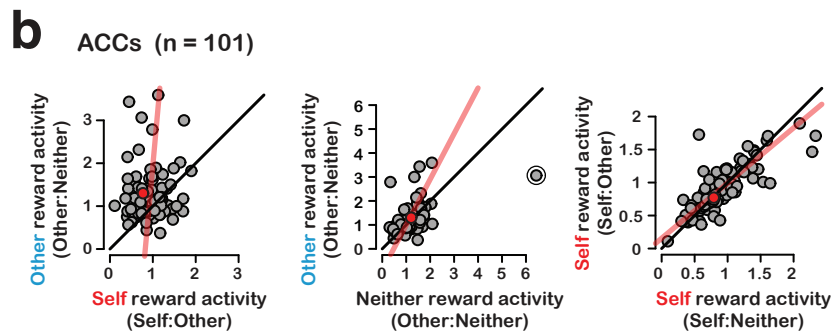 b
ACCs (n = 101)
Other reward activity
(Other:Neither)
3
2
1
0
0 1 2 3
Self reward activity
(Self:Other)
Other reward activity
(Other:Neither)
6
5
4
3
2
1
0
0 1 2 3 4 5 6
Neither reward activity
(Other:Neither)
Self reward activity
(Self:Other)
2
1.5
1
0.5
0
0 0.5 1 1.5 2
Self reward activity
(Self:Neither)